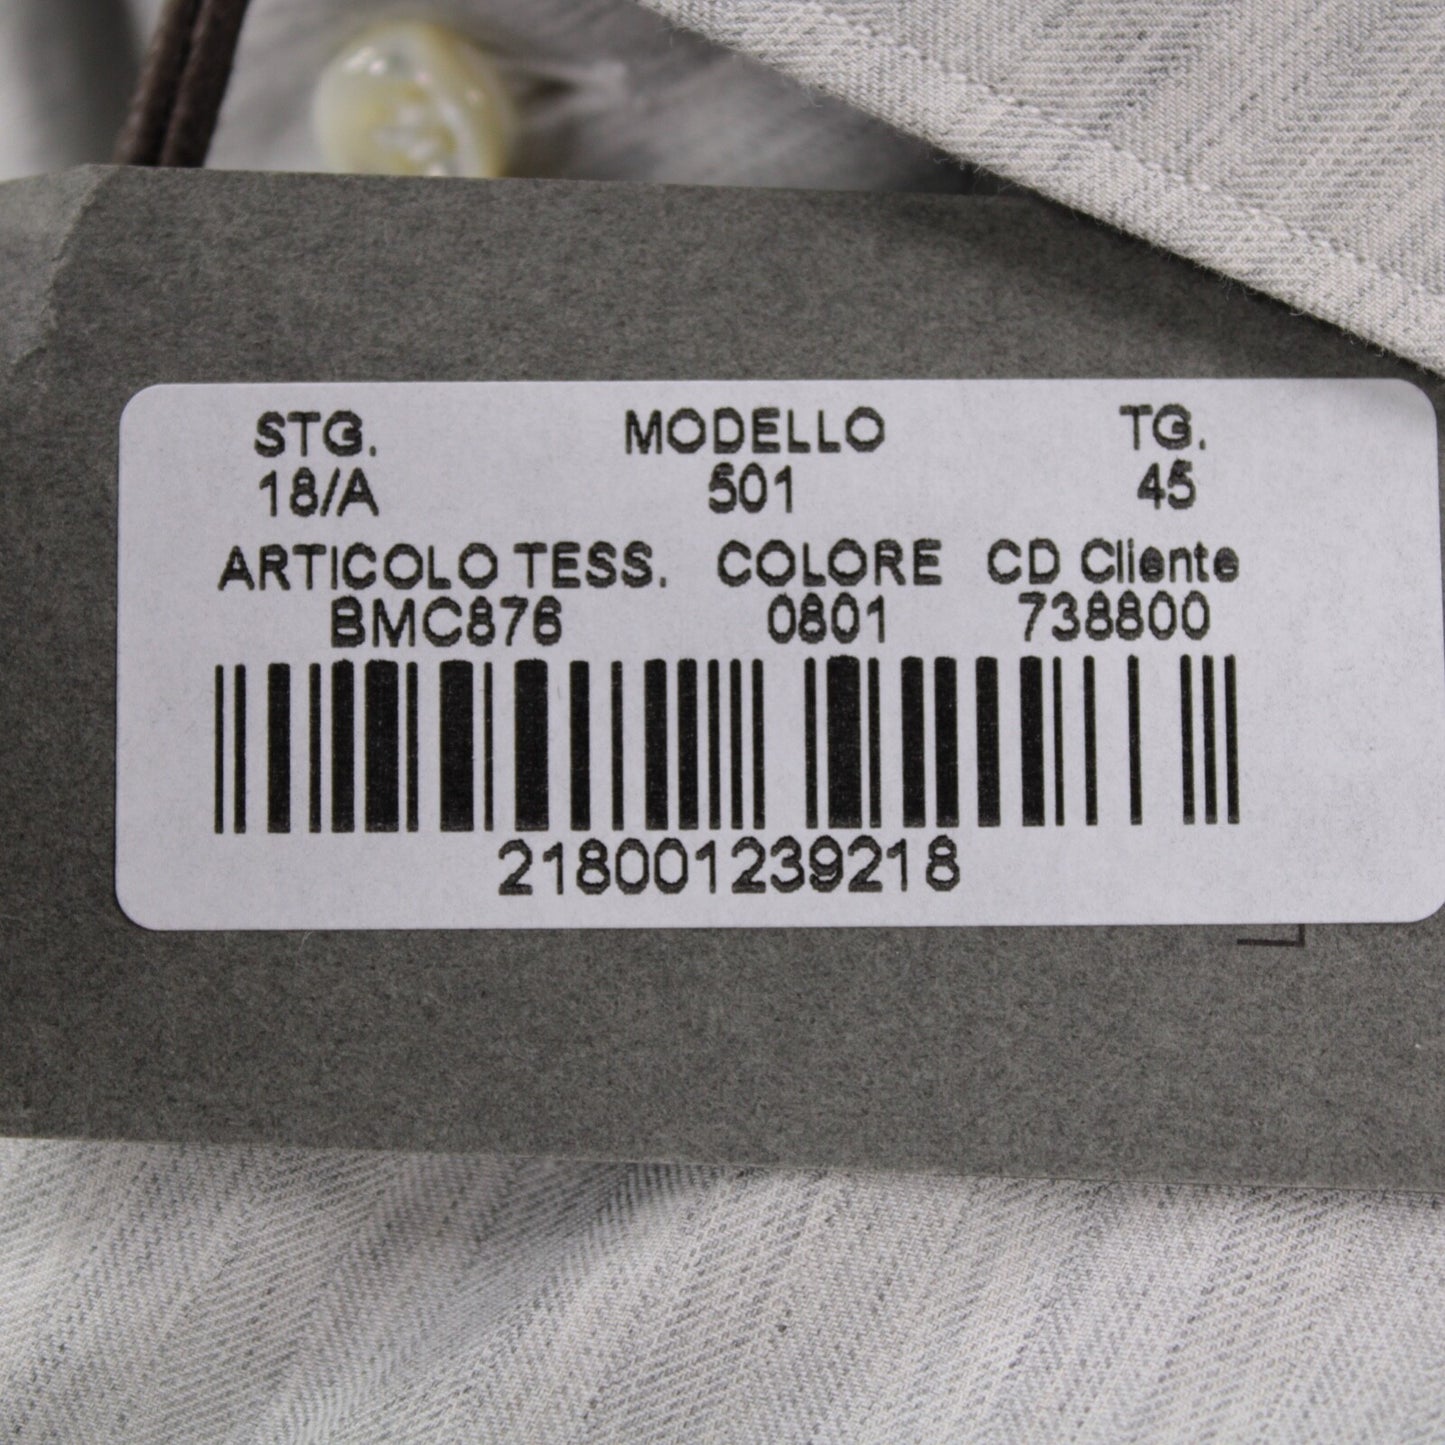 STG. MODELLO TG.
18/A 501 45
ARTICOLO TESS. COLORE CD Cliente
BMC876 0801 738800
218001239218